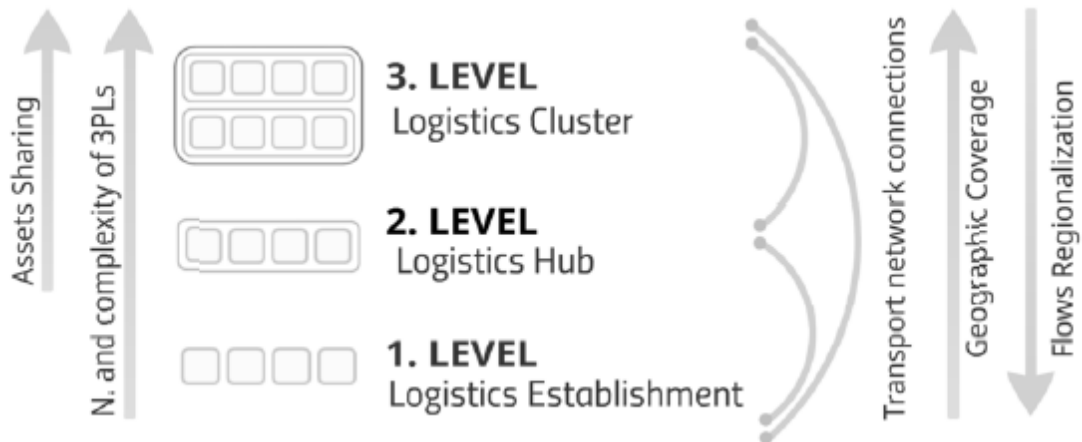 Assets Sharing
N. and complexity of 3PLs
3. LEVEL
Logistics Cluster
2. LEVEL
Logistics Hub
1. LEVEL
Logistics Establishment
Transport network connections
Geographic Coverage
Flows Regionalization